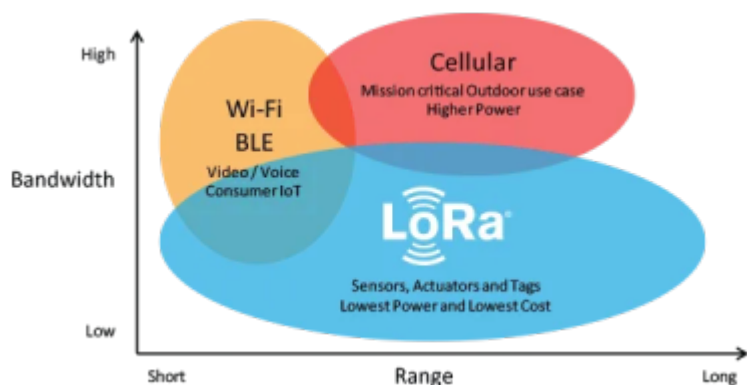 High
Cellular
Mission critical Outdoor use case
Higher Power
Wi-Fi
BLE
Video / Voice
Consumer IoT
Bandwidth
LoRa®
Sensors, Actuators and Tags
Lowest Power and Lowest Cost
Low
Short
Range
Long